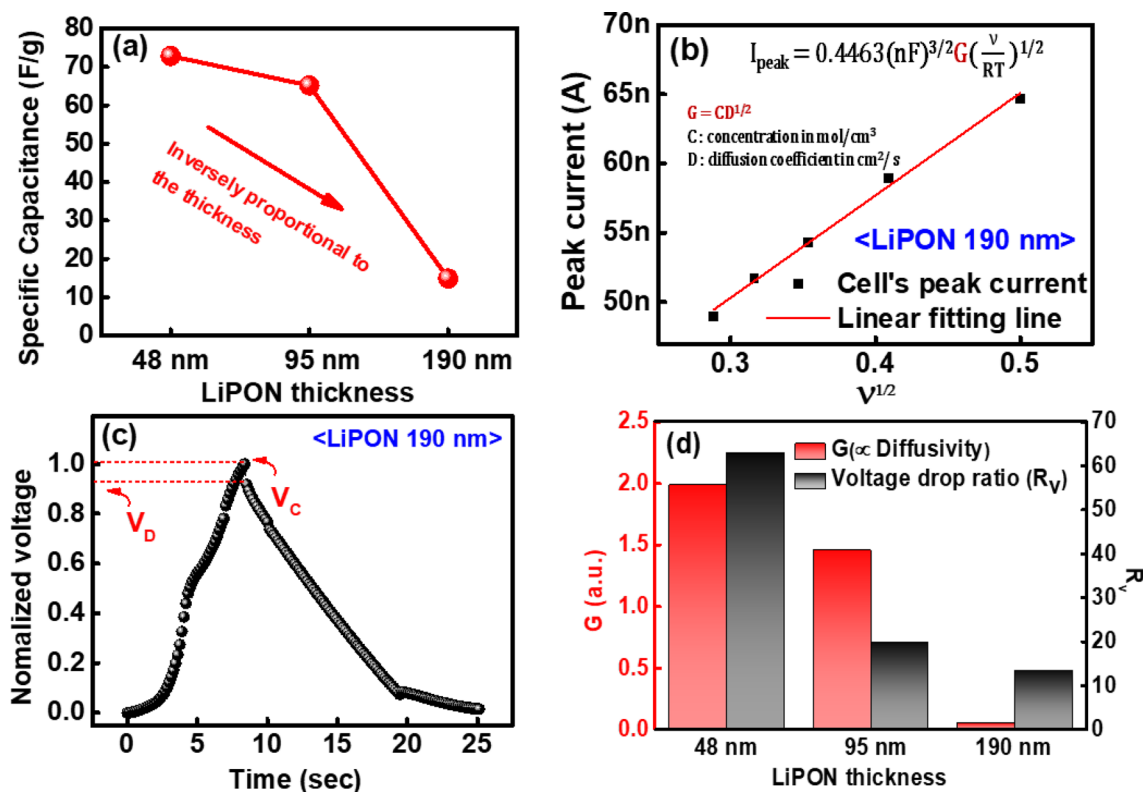 (a)
Specific Capacitance (F/g)
80
70
60
50
40
30
20
10
0
Inversely proportional to
the thickness
48 nm
95 nm
190 nm
LiPON thickness
(b)
I_peak = 0.4463(nF)^3/2 G(ν/RT)^1/2
G = CD^1/2
C: concentration in mol/cm^3
D: diffusion coefficient in cm^2/s
Peak current (A)
70n
65n
60n
55n
50n
<LiPON 190 nm>
Cell's peak current
Linear fitting line
0.3
0.4
0.5
ν^1/2
(c)
<LiPON 190 nm>
Normalized voltage
1.0
0.8
0.6
0.4
0.2
0.0
V_D
V_C
0
5
10
15
20
25
Time (sec)
(d)
G(∝ Diffusivity)
Voltage drop ratio (R_V)
G (a.u.)
2.5
2.0
1.5
1.0
0.5
0.0
70
60
50
40
30
20
10
0
R_v
48 nm
95 nm
190 nm
LiPON thickness